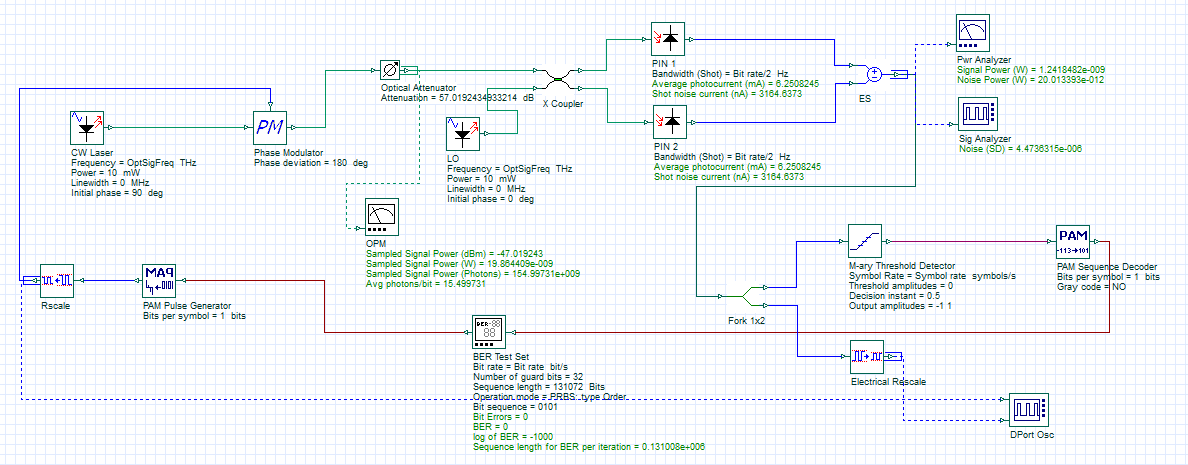 PIN 1
Bandwidth (Shot) = Bit rate/2  Hz
Average photocurrent (mA) = 6.2508245
Shot noise current (nA) = 3164.6373
Pwr Analyzer
Signal Power (W) = 1.2418482e-009
Noise Power (W) = 20.013393e-012
ES
Optical Attenuator
Attenuation = 57.0192434933214  dB
X Coupler
PM
CW Laser
Frequency = OptSigFreq  THz
Power = 10  mW
Linewidth = 0  MHz
Initial phase = 90  deg
Phase Modulator
Phase deviation = 180  deg
LO
Frequency = OptSigFreq  THz
Power = 10  mW
Linewidth = 0  MHz
Initial phase = 0  deg
PIN 2
Bandwidth (Shot) = Bit rate/2  Hz
Average photocurrent (mA) = 6.2508245
Shot noise current (nA) = 3164.6373
Sig Analyzer
Noise (SD) = 4.4736315e-006
OPM
Sampled Signal Power (dBm) = -47.019243
Sampled Signal Power (W) = 19.864409e-009
Sampled Signal Power (Photons) = 154.99731e+009
Avg photons/bit = 15.499731
M-ary Threshold Detector
Symbol Rate = Symbol rate  symbols/s
Threshold amplitudes = 0
Decision instant = 0.5
Output amplitudes = -1 1
PAM
-113→101
PAM Sequence Decoder
Bits per symbol = 1  bits
Gray code = NO
Rscale
PAM
PAM Pulse Generator
Bits per symbol = 1  bits
Fork 1x2
BER-88
88
BER Test Set
Bit rate = Bit rate  bit/s
Number of guard bits = 32
Sequence length = 131072  Bits
Operation mode = PRBS: type Order
Bit sequence = 0101
Bit Errors = 0
BER = 0
log of BER = -1000
Sequence length for BER per iteration = 0.131008e+006
Electrical Rescale
DPort Osc